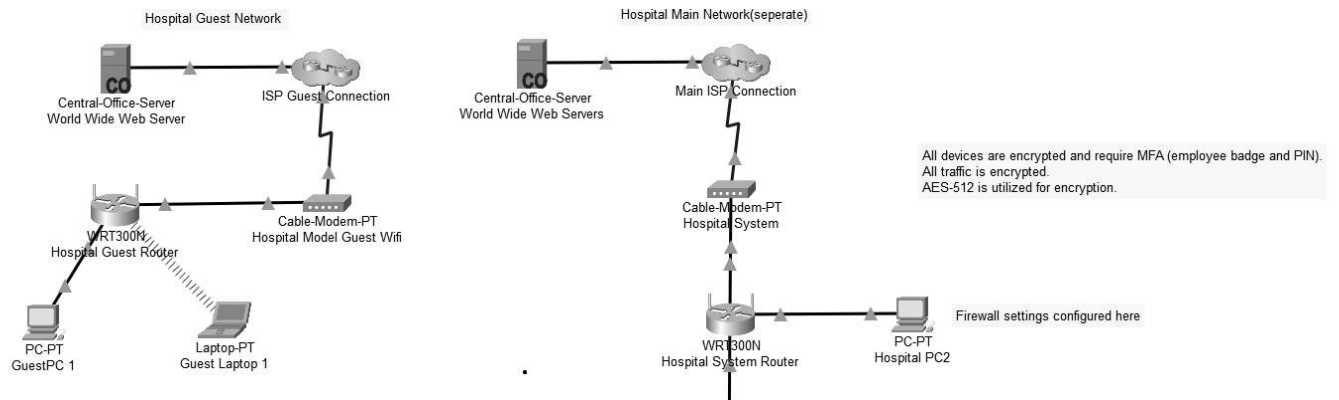 Hospital Guest Network
CO
Central-Office-Server
World Wide Web Server
ISP Guest Connection
WRT300N
Hospital Guest Router
Cable-Modem-PT
Hospital Model Guest Wifi
PC-PT
GuestPC 1
Laptop-PT
Guest Laptop 1
Hospital Main Network(seperate)
CO
Central-Office-Server
World Wide Web Servers
Main ISP Connection
Cable-Modem-PT
Hospital System
WRT300N
Hospital System Router
PC-PT
Hospital PC2
All devices are encrypted and require MFA (employee badge and PIN).
All traffic is encrypted.
AES-512 is utilized for encryption.
Firewall settings configured here